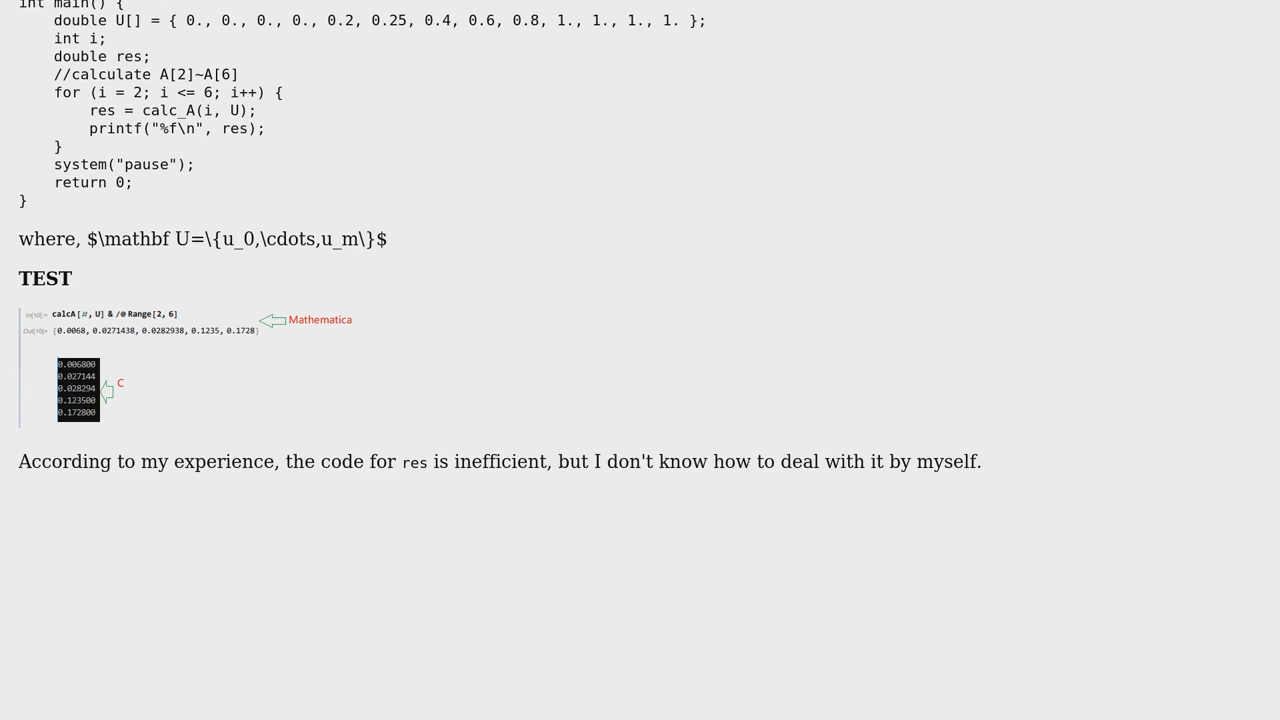 int main() {
    double U[] = { 0., 0., 0., 0., 0.2, 0.25, 0.4, 0.6, 0.8, 1., 1., 1., 1. };
    int i;
    double res;
    //calculate A[2]~A[6]
    for (i = 2; i <= 6; i++) {
        res = calc_A(i, U);
        printf("%f\n", res);
    }
    system("pause");
    return 0;
}
where, $\mathbf U=\{u_0,\cdots,u_m\}$
TEST
In[10]:= calcA[#, U] & /@ Range[2, 6]
Mathematica
Out[10]= {0.0068, 0.0271438, 0.0282938, 0.1235, 0.1728}
0.006800
0.027144
0.028294
0.123500
0.172800
C
According to my experience, the code for res is inefficient, but I don't know how to deal with it by myself.